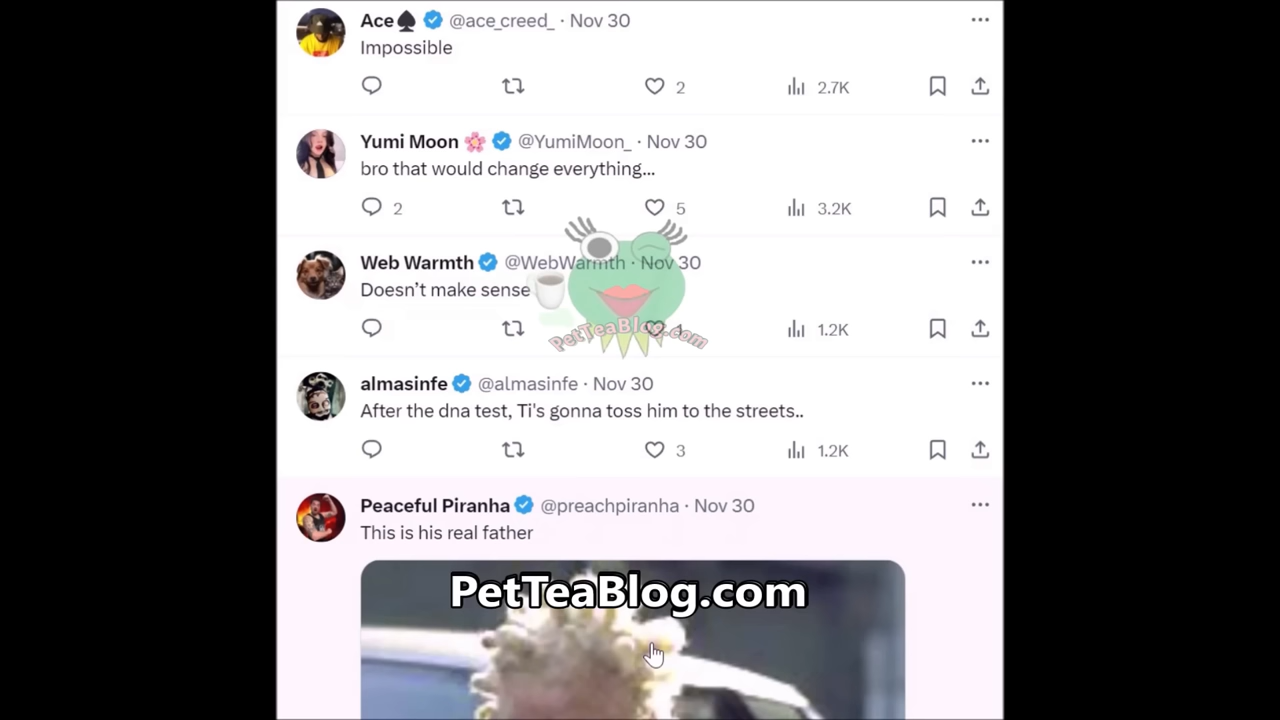 Ace♠ @ace_creed_ · Nov 30
Impossible
2 2.7K
Yumi Moon 🌸 @YumiMoon_ · Nov 30
bro that would change everything...
2 5 3.2K
Web Warmth @WebWarmth · Nov 30
Doesn't make sense
1.2K
PetTeaBlog.com
almasinfe @almasinfe · Nov 30
After the dna test, Ti's gonna toss him to the streets..
3 1.2K
Peaceful Piranha @preachpiranha · Nov 30
This is his real father
PetTeaBlog.com